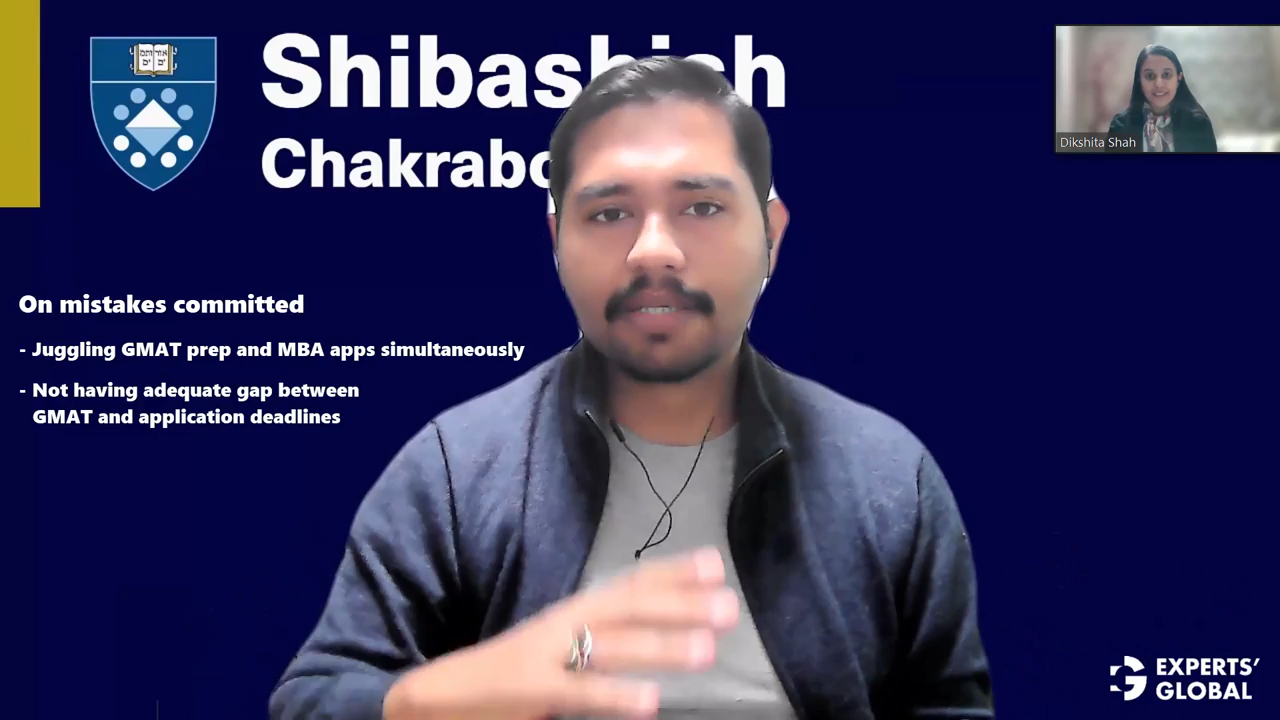 Shibash h
Chakrabo
Dikshita Shah
On mistakes committed
- Juggling GMAT prep and MBA apps simultaneously
- Not having adequate gap between
GMAT and application deadlines
EXPERTS’
GLOBAL